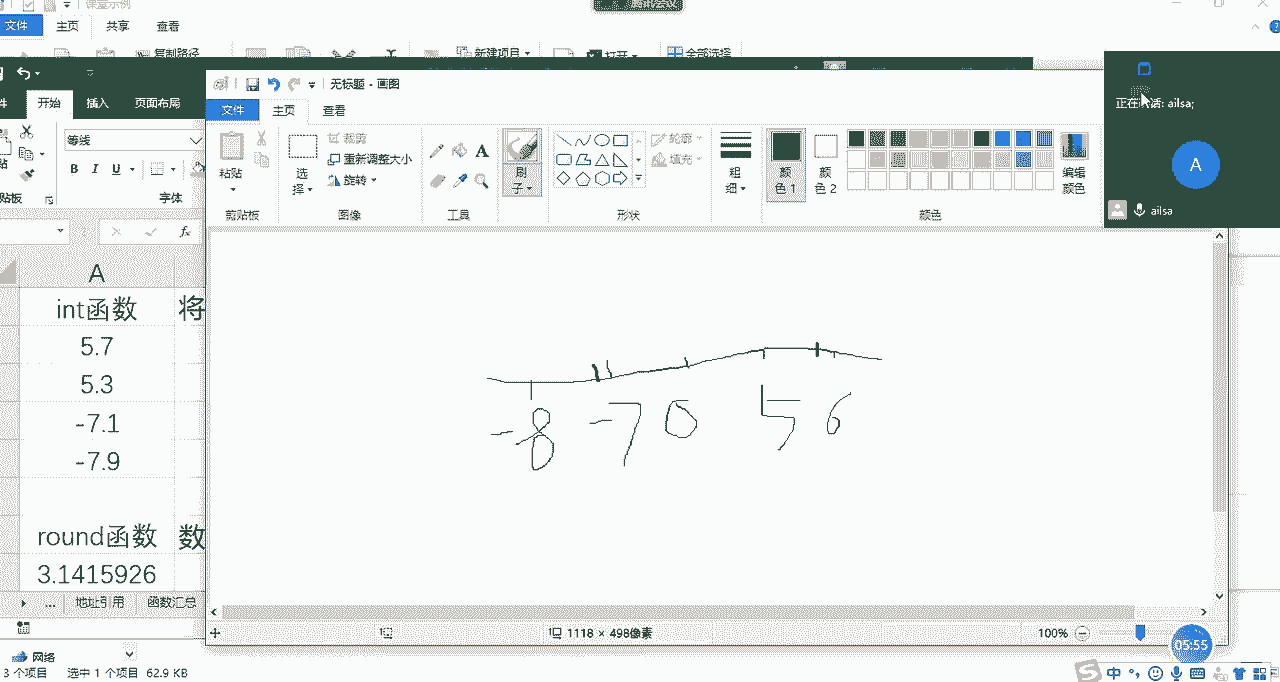 课堂示例
腾讯会议
文件 主页 共享 查看
复制路径 新建项目 打开 全部选择
开始 插入 页面布局
等线
B I U
字体
fx
A
int函数 将
5.7
5.3
-7.1
-7.9
round函数 数
3.1415926
... 地址引用 函数汇总
网络
3 个项目 选中 1 个项目 62.9 KB
无标题 - 画图
文件 主页 查看
粘贴
剪贴板
选择
裁剪
重新调整大小
旋转
图像
A
工具
刷子
轮廓
填充
形状
粗细
颜色 1
颜色 2
编辑颜色
颜色
-8 -7 0 5 6
1118 × 498像素
100%
05:55
中
ailsa;
A
ailsa